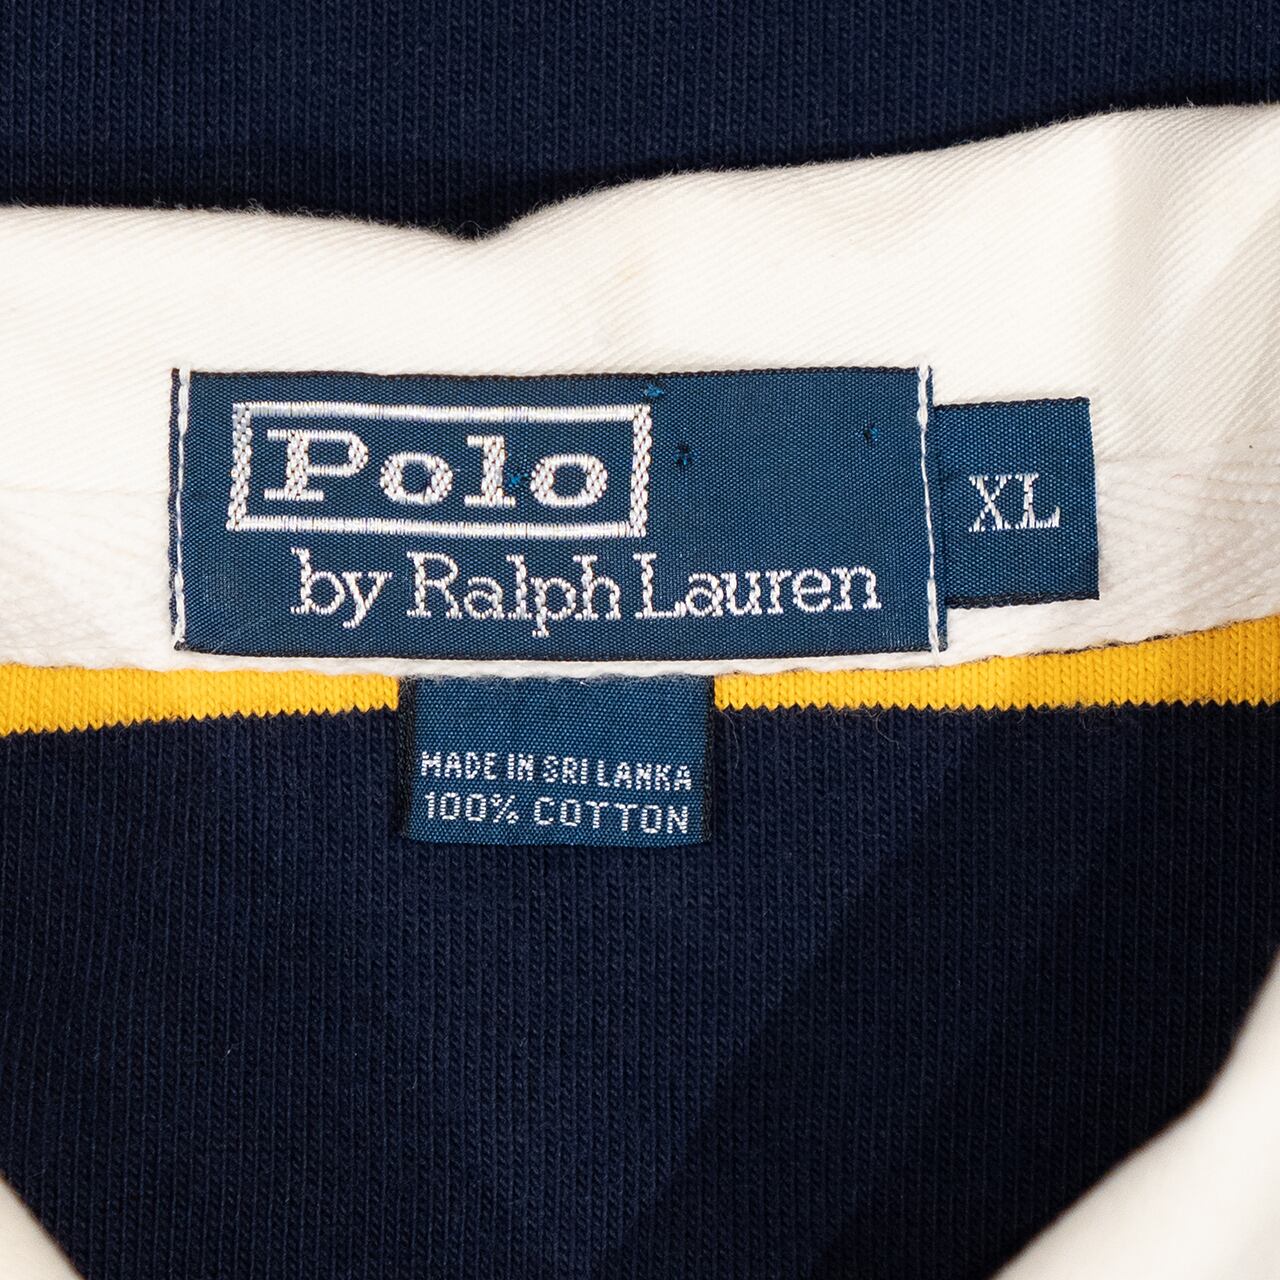 Polo
by Ralph Lauren
XL
MADE IN SRI LANKA
100% COTTON